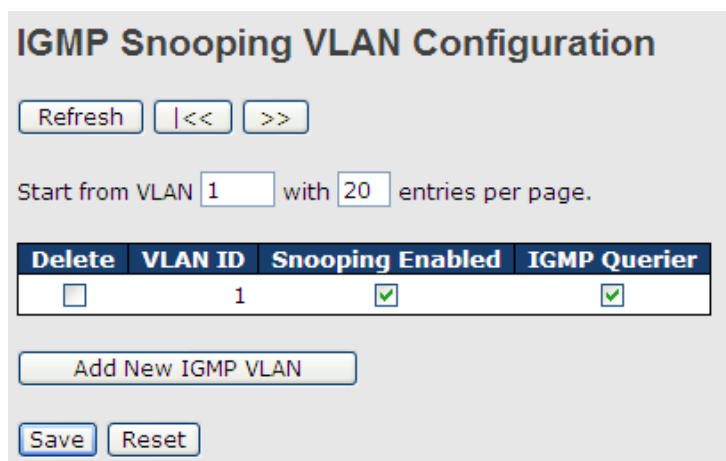 IGMP Snooping VLAN Configuration
Refresh |<< >>
Start from VLAN 1 with 20 entries per page.
Delete VLAN ID Snooping Enabled IGMP Querier
1
Add New IGMP VLAN
Save Reset